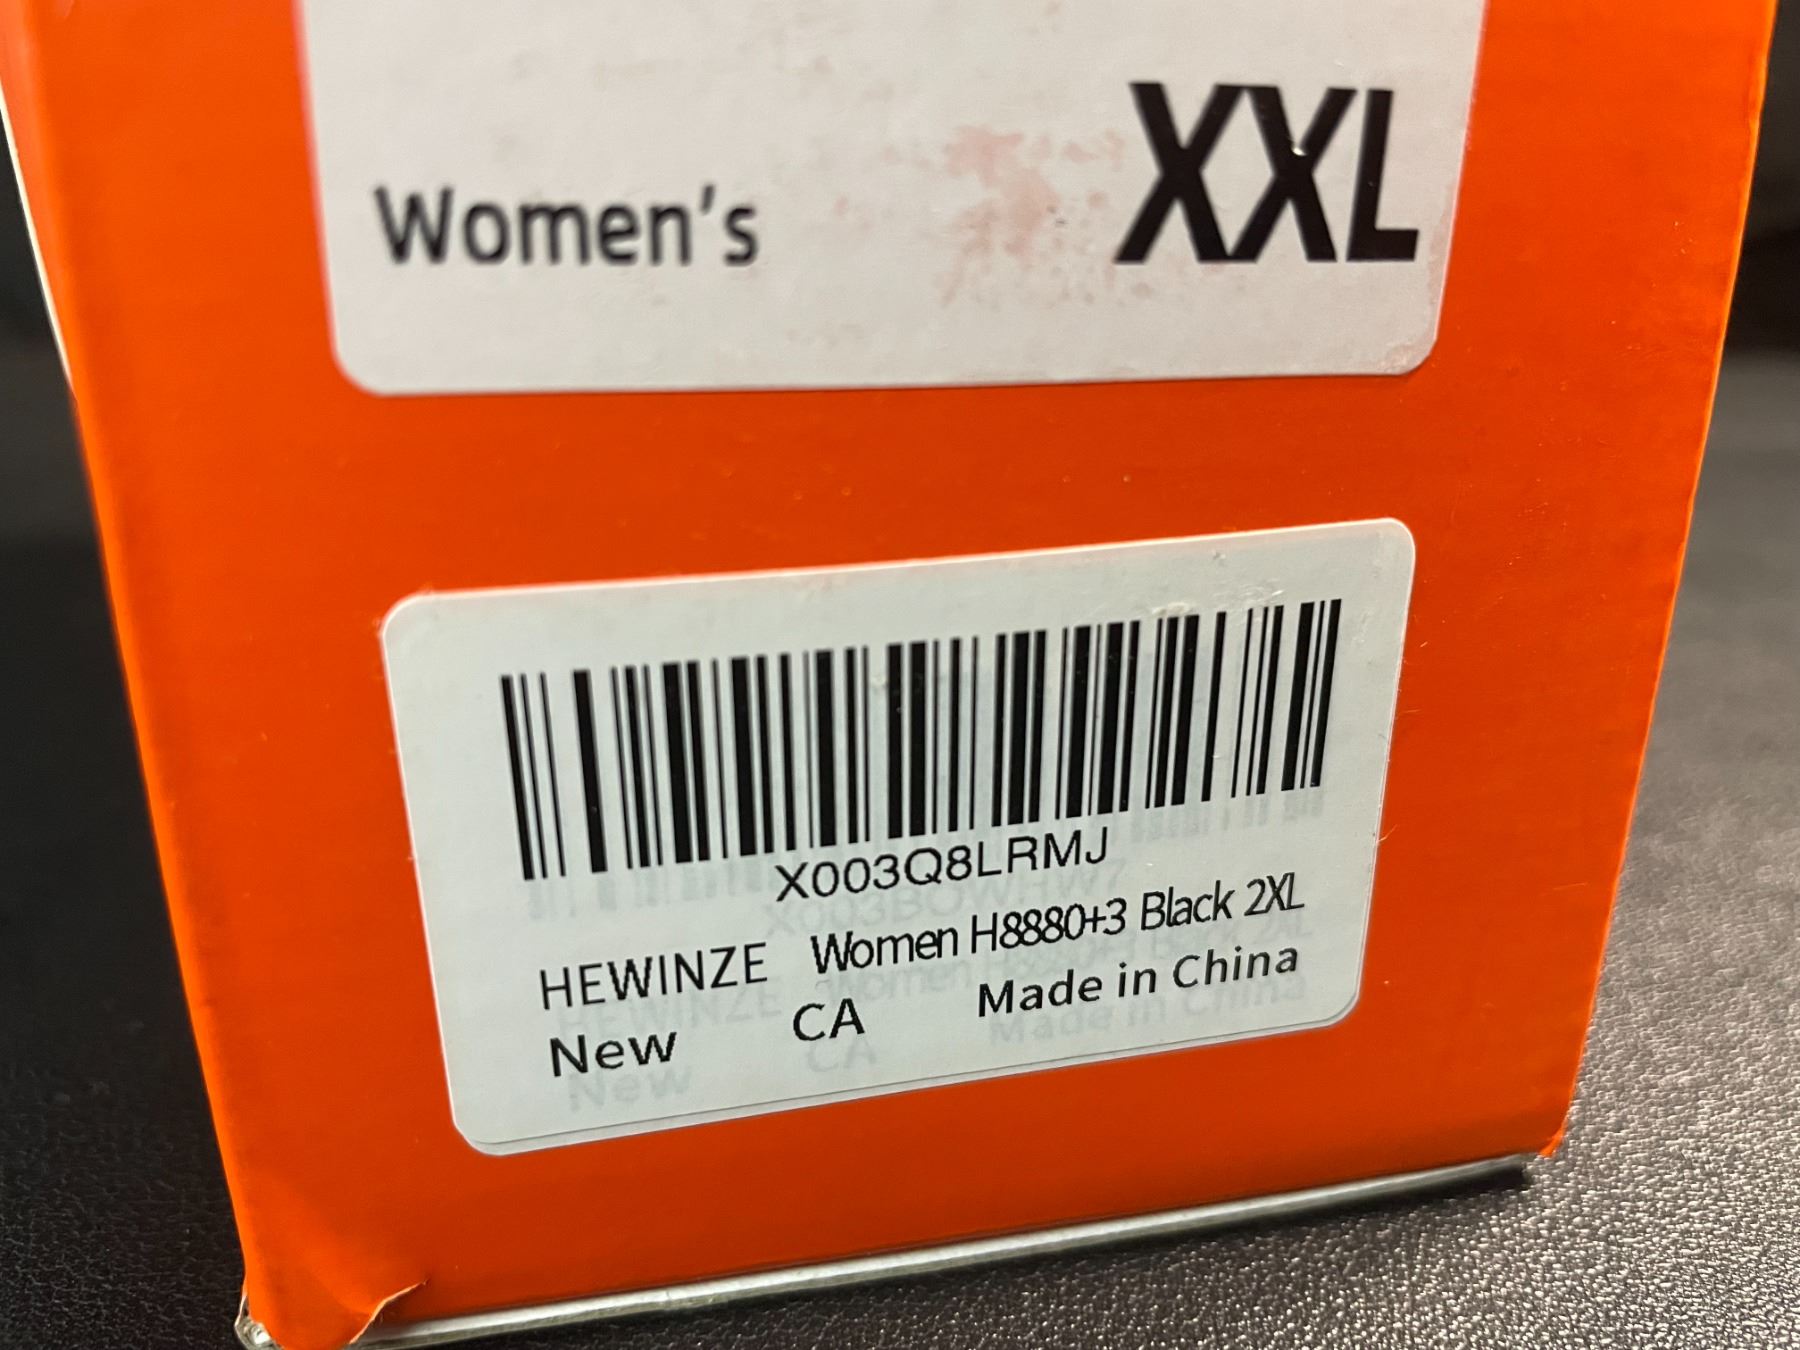 Women's XXL
X003Q8LRMJ
HEWINZE Women H8880+3 Black 2XL
New CA Made in China